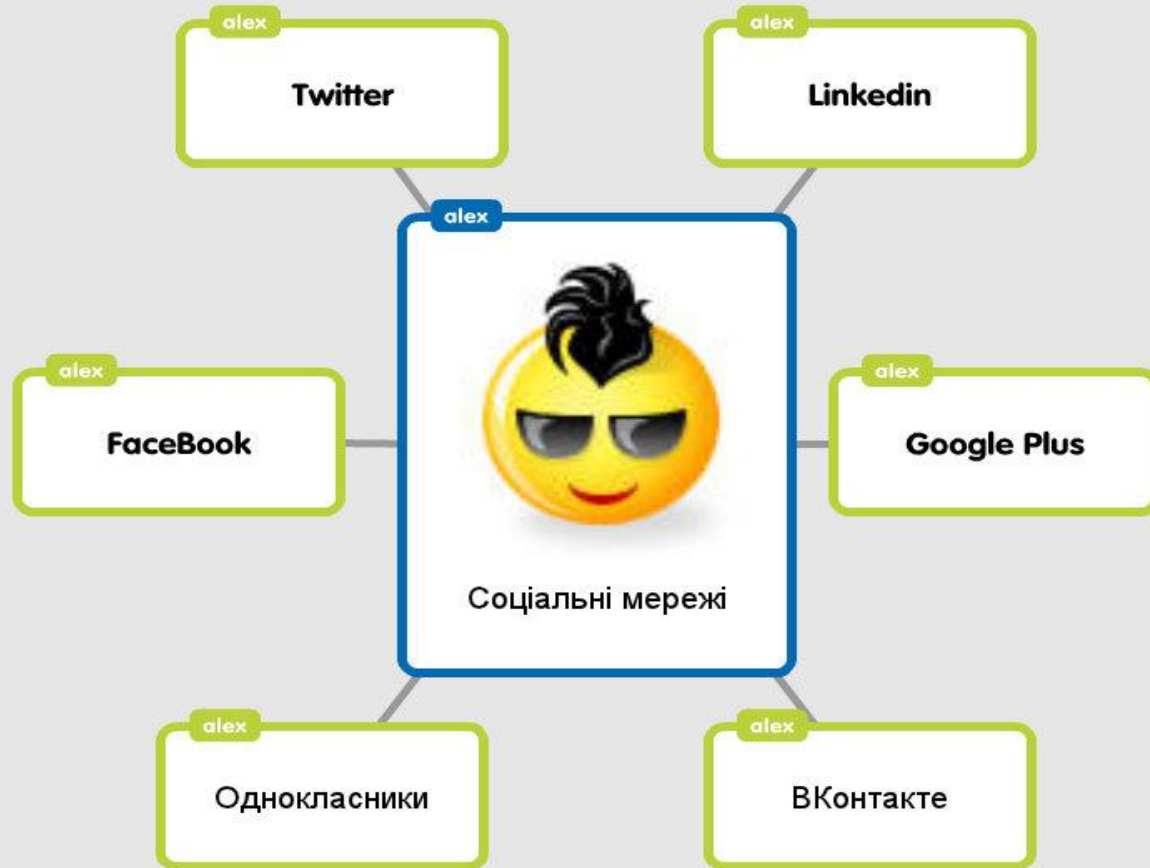 alex
Twitter
alex
Linkedin
alex
Соціальні мережі
alex
FaceBook
alex
Google Plus
alex
Однокласники
alex
ВКонтакте